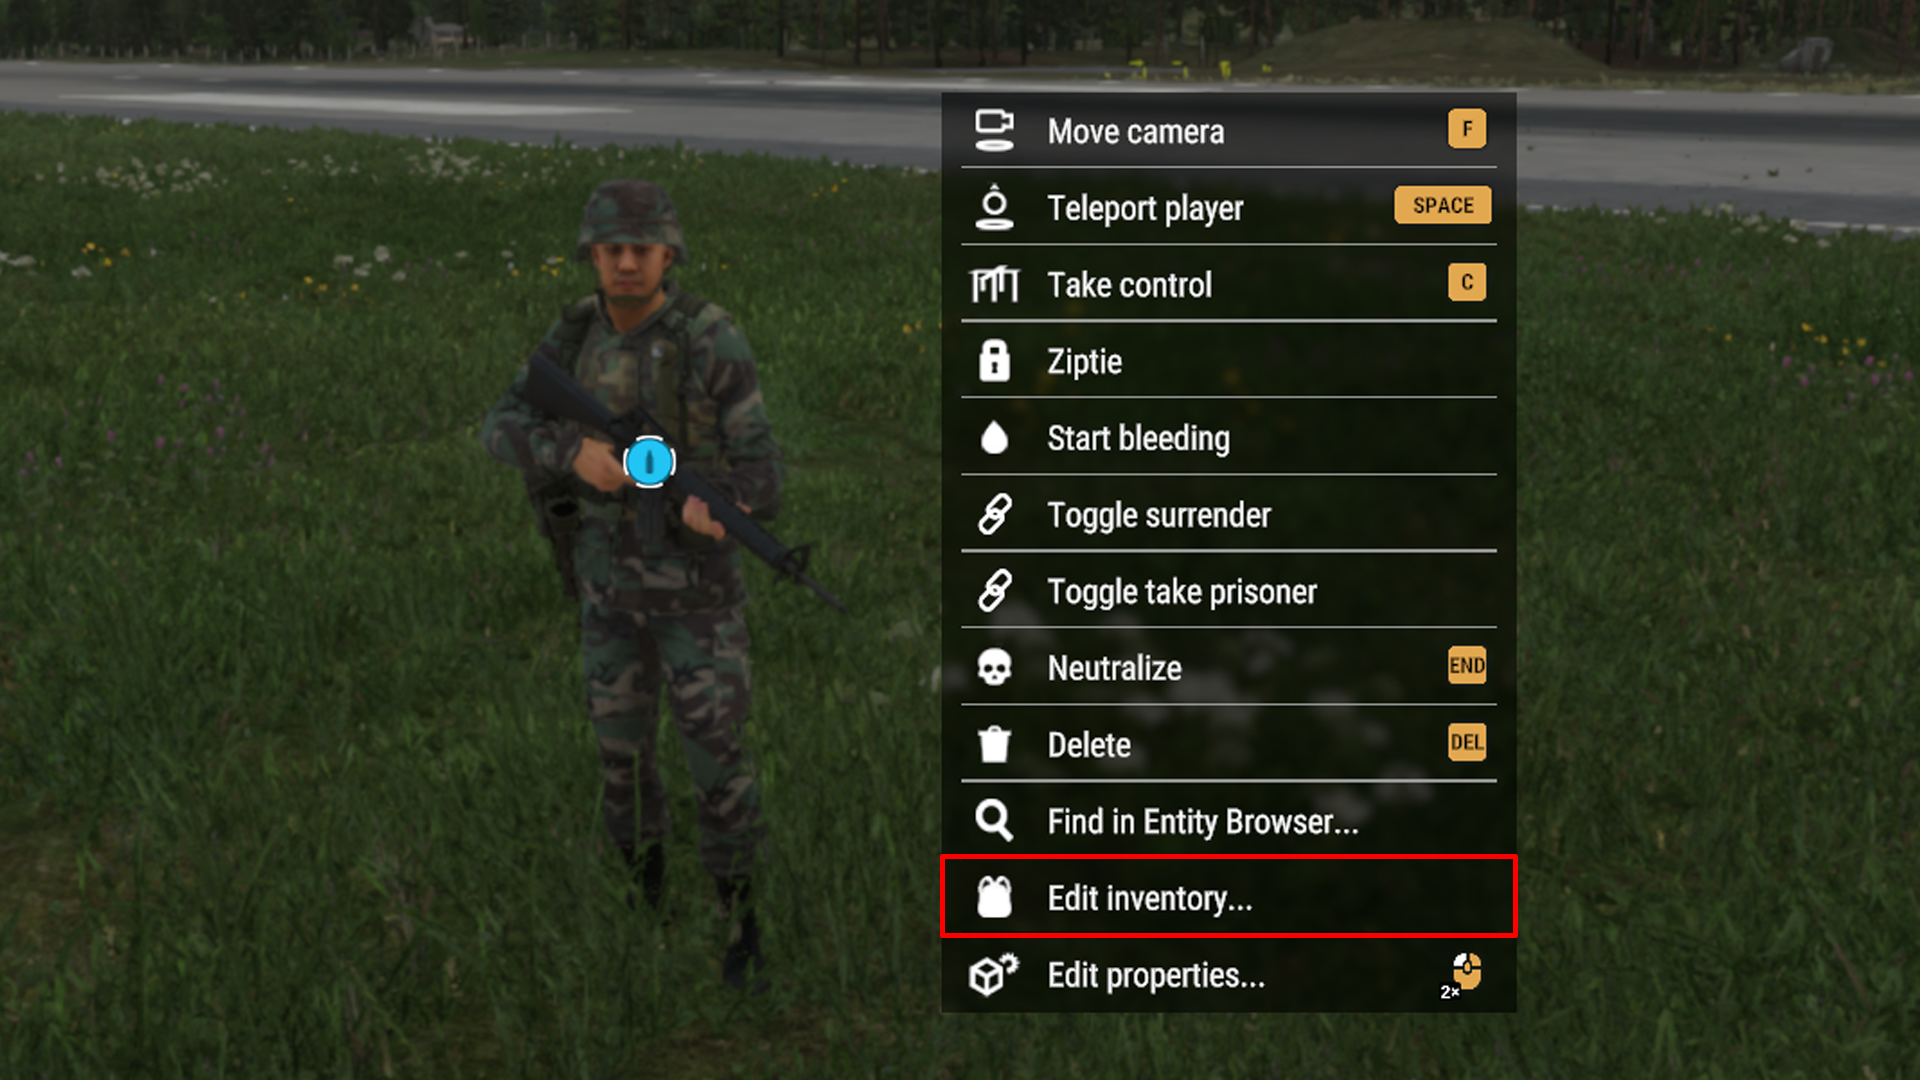 Move camera F
Teleport player SPACE
Take control C
Ziptie
Start bleeding
Toggle surrender
Toggle take prisoner
Neutralize END
Delete DEL
Find in Entity Browser...
Edit inventory...
Edit properties... 2×